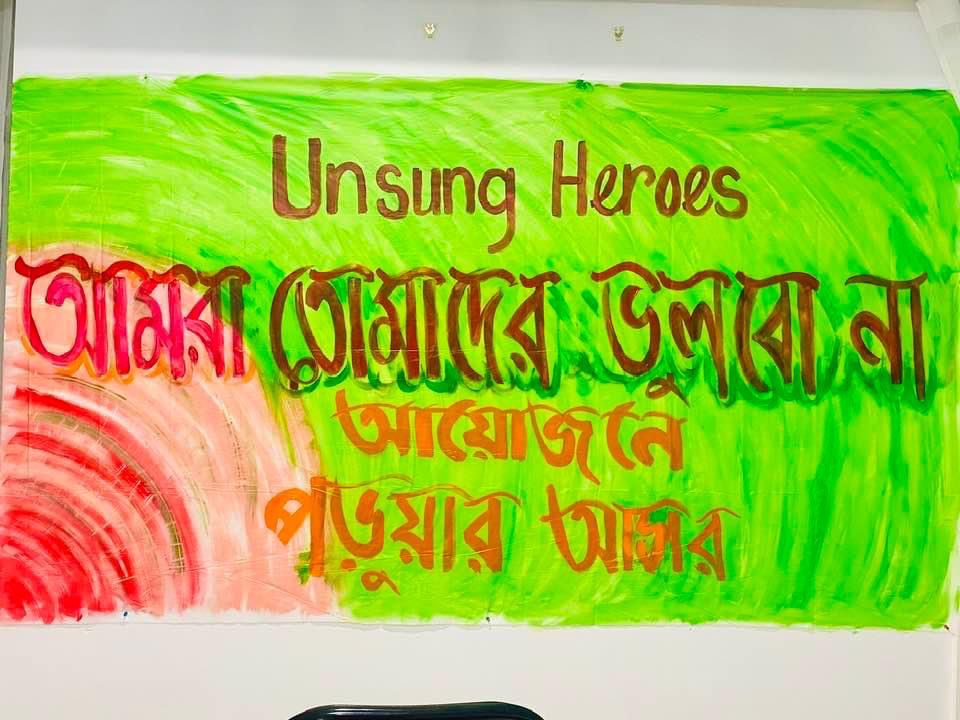 Unsung Heroes
আমরা তোমাদের ভুলবো না
আয়োজনে
পড়ুয়ার আসর